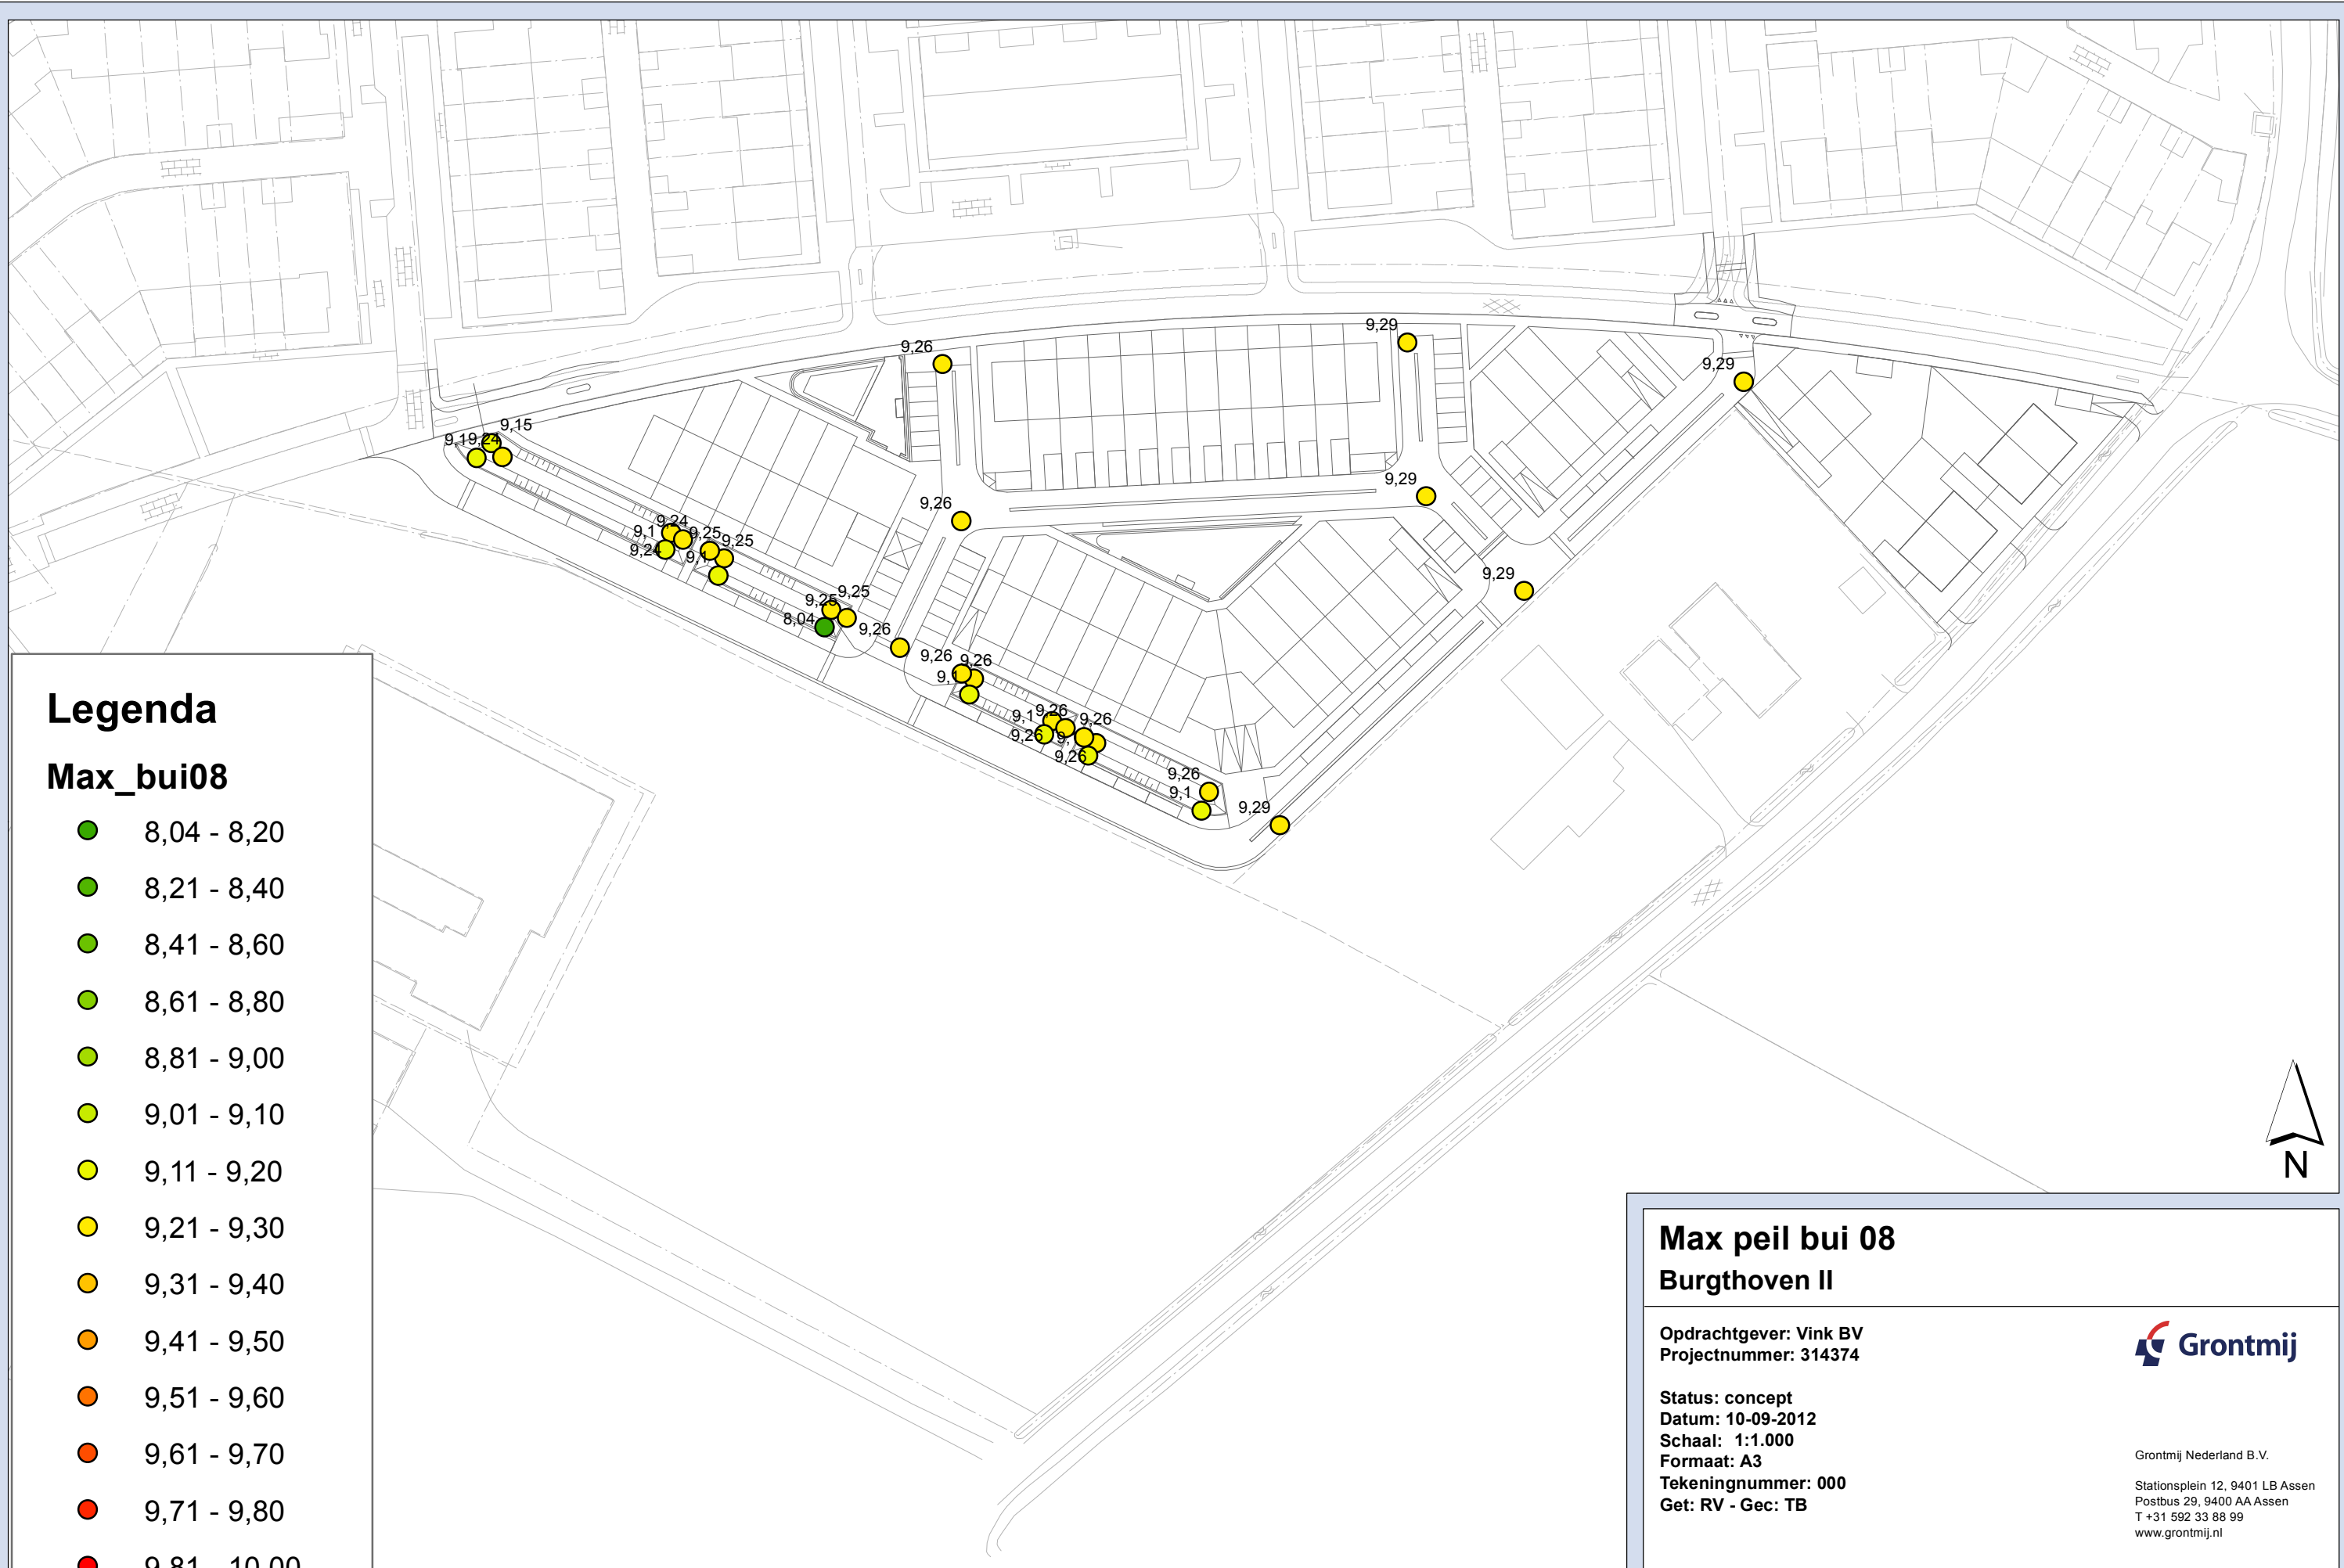 9,29
9,26
9,29
9,15
9,19,24
9,29
9,26
9,24
9,1
9,25
9,25
9,24
9,1
9,29
9,25
9,25
8,04
9,26
9,26
9,26
9,1
9,26
9,1
9,26
9,26
9,
9,26
9,26
9,1
9,29
Legenda
Max_bui08
8,04 - 8,20
8,21 - 8,40
8,41 - 8,60
8,61 - 8,80
8,81 - 9,00
9,01 - 9,10
9,11 - 9,20
9,21 - 9,30
9,31 - 9,40
9,41 - 9,50
9,51 - 9,60
9,61 - 9,70
9,71 - 9,80
9,81 - 10,00
N
Max peil bui 08
Burgthoven II
Opdrachtgever: Vink BV
Projectnummer: 314374
Status: concept
Datum: 10-09-2012
Schaal: 1:1.000
Formaat: A3
Tekeningnummer: 000
Get: RV - Gec: TB
Grontmij
Grontmij Nederland B.V.
Stationsplein 12, 9401 LB Assen
Postbus 29, 9400 AA Assen
T +31 592 33 88 99
www.grontmij.nl